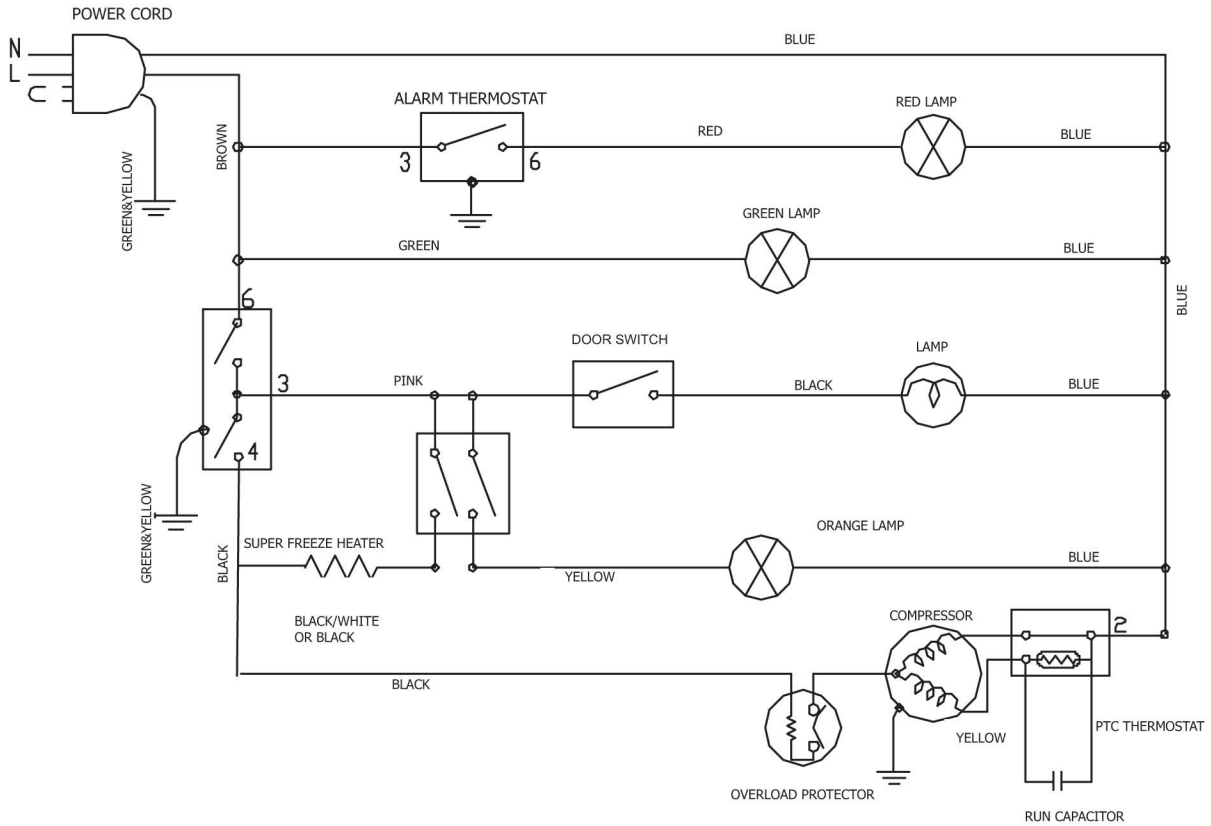 POWER CORD
N
L
BLUE
ALARM THERMOSTAT
RED LAMP
BROWN
RED
BLUE
3
6
GREEN&YELLOW
GREEN LAMP
GREEN
BLUE
BLUE
6
DOOR SWITCH
LAMP
3
PINK
BLACK
BLUE
4
GREEN&YELLOW
BLACK
SUPER FREEZE HEATER
ORANGE LAMP
YELLOW
BLUE
BLACK/WHITE
OR BLACK
COMPRESSOR
2
BLACK
YELLOW
PTC THERMOSTAT
OVERLOAD PROTECTOR
RUN CAPACITOR